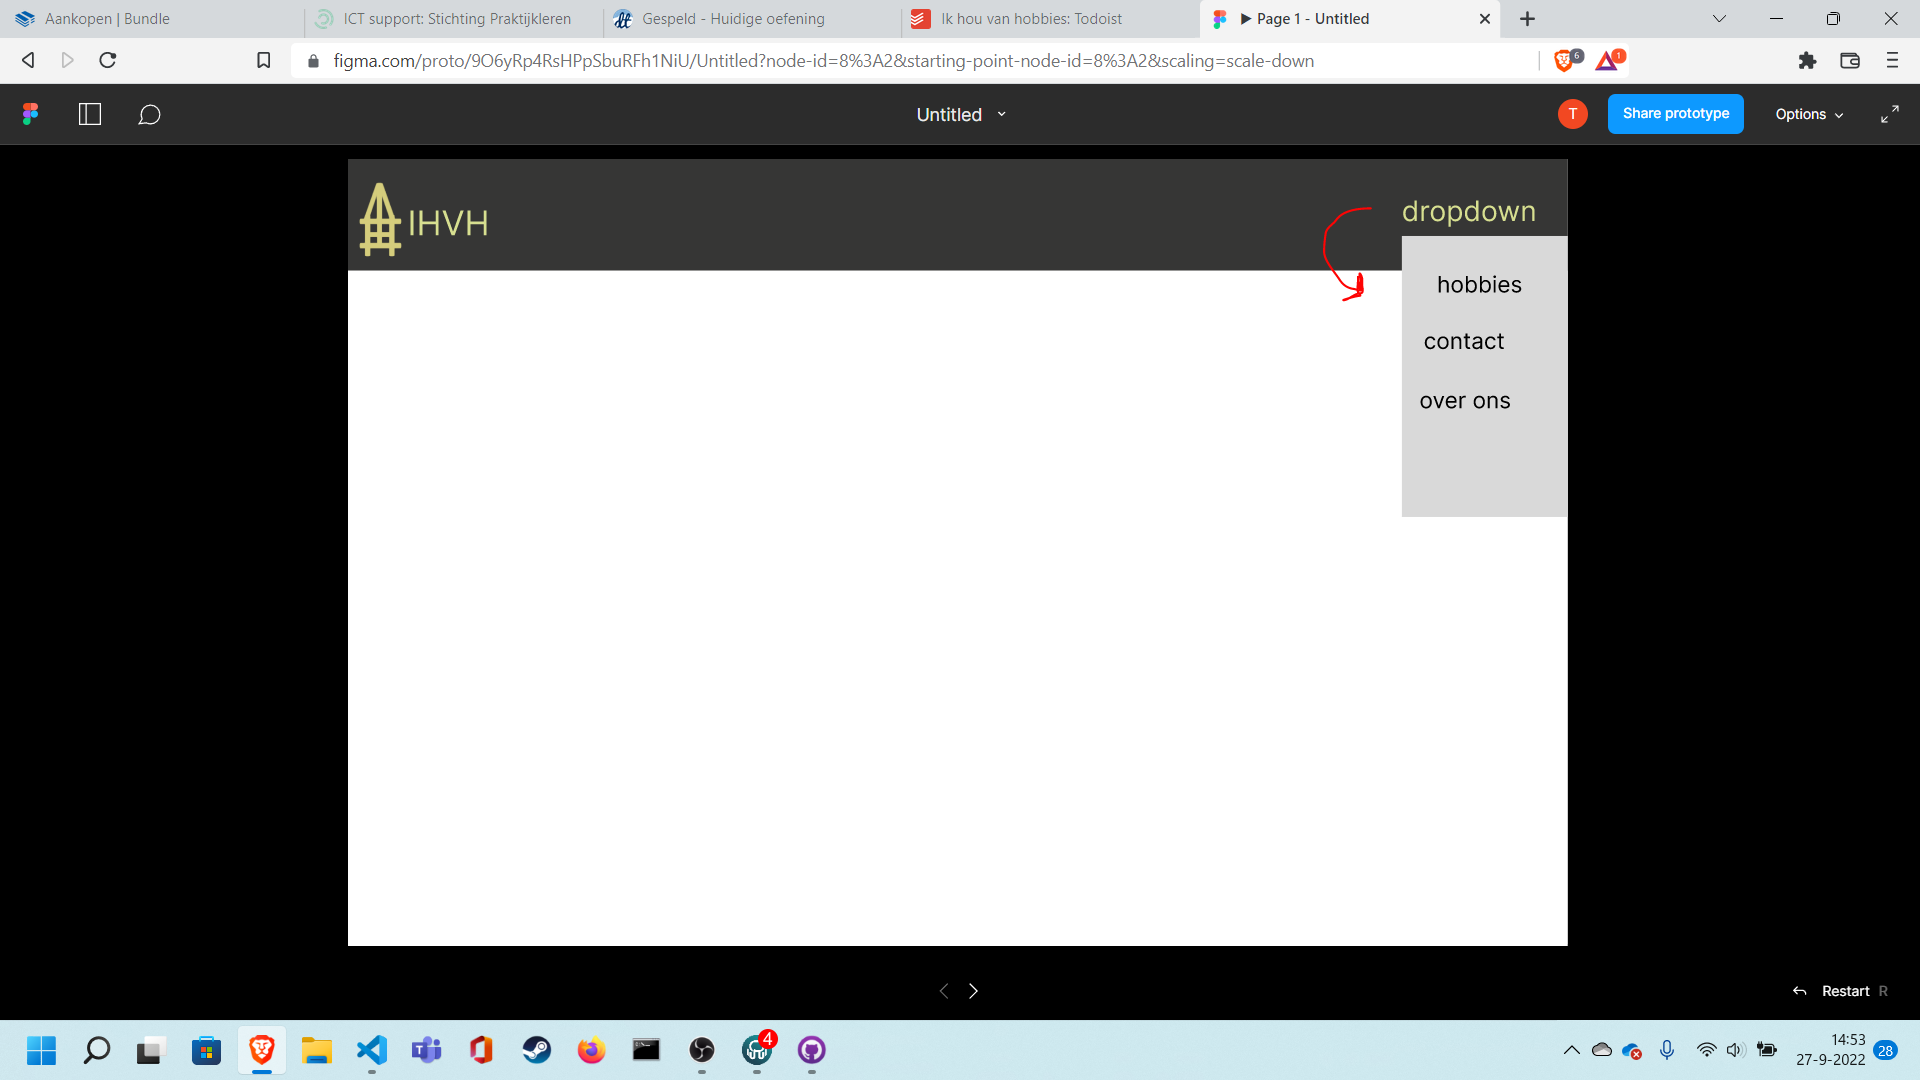 Aankopen | Bundle
ICT support: Stichting Praktijkleren
Gespeld - Huidige oefening
Ik hou van hobbies: Todoist
Page 1 - Untitled
figma.com/proto/9O6yRp4RsHPpSbuRFh1NiU/Untitled?node-id=8%3A2&starting-point-node-id=8%3A2&scaling=scale-down
6
1
Untitled
T
Share prototype
Options
IHVH
dropdown
hobbies
contact
over ons
Restart R
4
14:53
27-9-2022
28